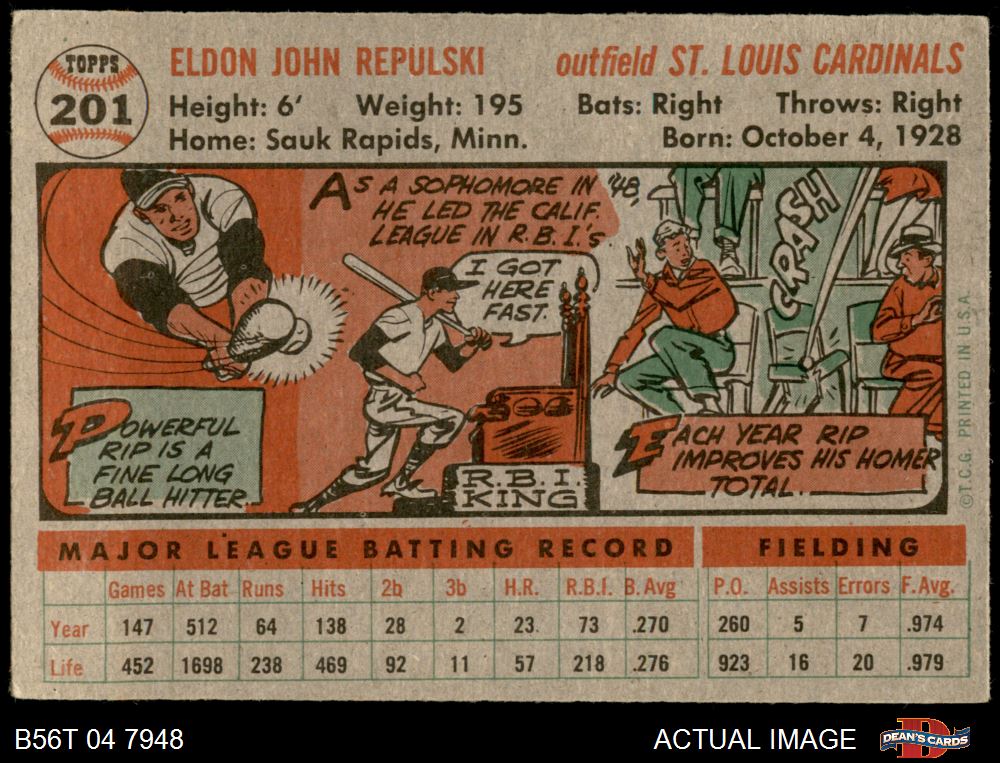 TOPPS
201
ELDON JOHN REPULSKI
outfield ST. LOUIS CARDINALS
Height: 6' Weight: 195 Bats: Right Throws: Right
Home: Sauk Rapids, Minn. Born: October 4, 1928
POWERFUL
RIP IS A
FINE LONG
BALL HITTER.
AS A SOPHOMORE IN '48,
HE LED THE CALIF.
LEAGUE IN R.B.I.'s
I GOT
HERE
FAST.
R.B.I.
KING
CRASH
EACH YEAR RIP
IMPROVES HIS HOMER
TOTAL.
©T.C.G. PRINTED IN U.S.A.
MAJOR LEAGUE BATTING RECORD FIELDING
Games At Bat Runs Hits 2b 3b H.R. R.B.I. B. Avg P.O. Assists Errors F. Avg.
Year 147 512 64 138 28 2 23 73 .270 260 5 7 .974
Life 452 1698 238 469 92 11 57 218 .276 923 16 20 .979
B56T 04 7948 ACTUAL IMAGE DEAN'S CARDS